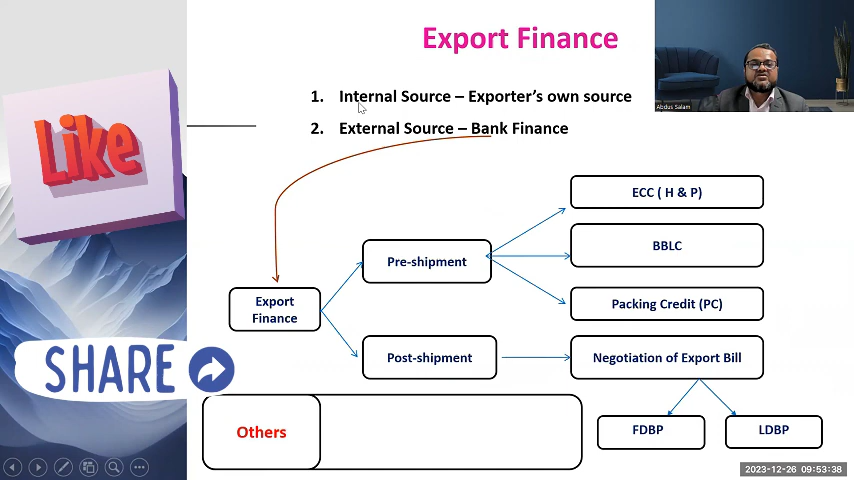 Export Finance
1. Internal Source – Exporter's own source
2. External Source – Bank Finance
Abdus Salam
Like
ECC ( H & P)
BBLC
Pre-shipment
Packing Credit (PC)
Export
Finance
Post-shipment
Negotiation of Export Bill
SHARE
Others
FDBP
LDBP
2023-12-26 09:53:38